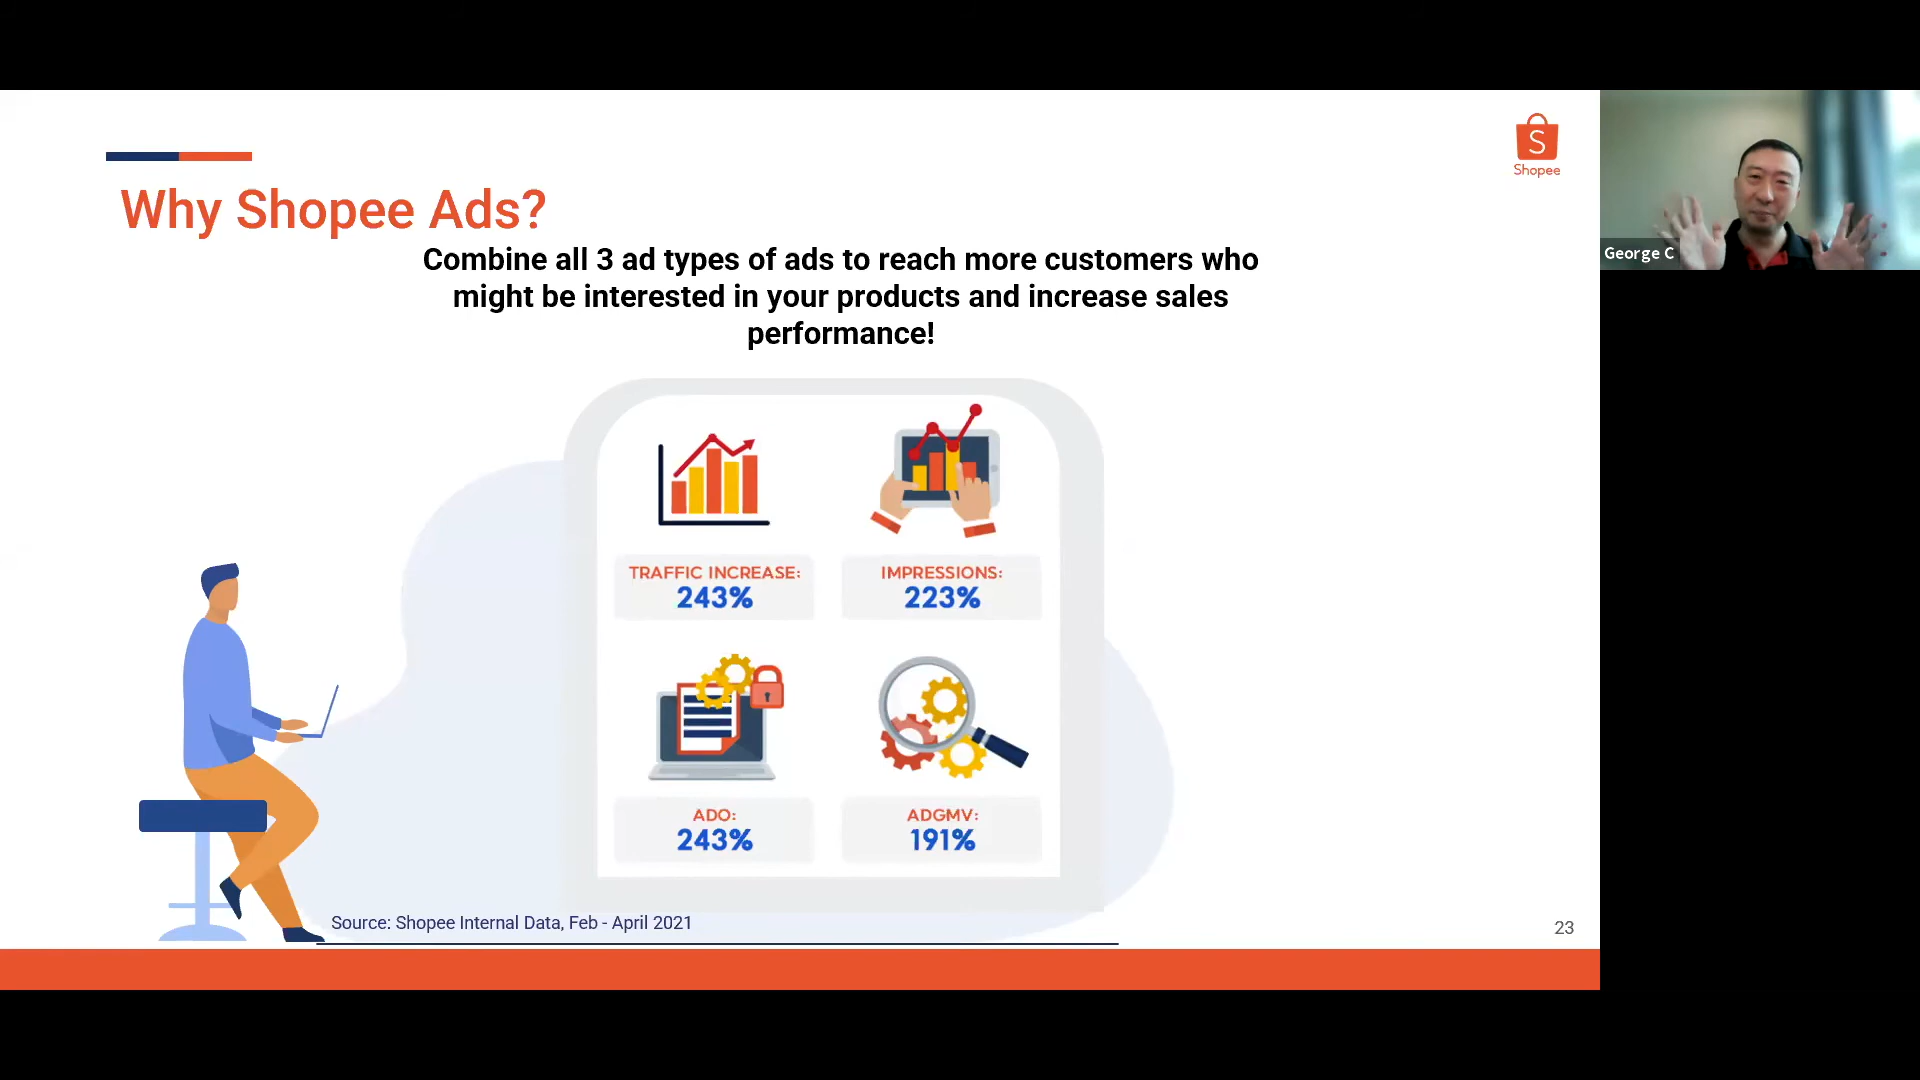 S
Shopee
Why Shopee Ads?
Combine all 3 ad types of ads to reach more customers who
might be interested in your products and increase sales
performance!
George C
TRAFFIC INCREASE:
243%
IMPRESSIONS:
223%
ADO:
243%
ADGMV:
191%
Source: Shopee Internal Data, Feb - April 2021
23